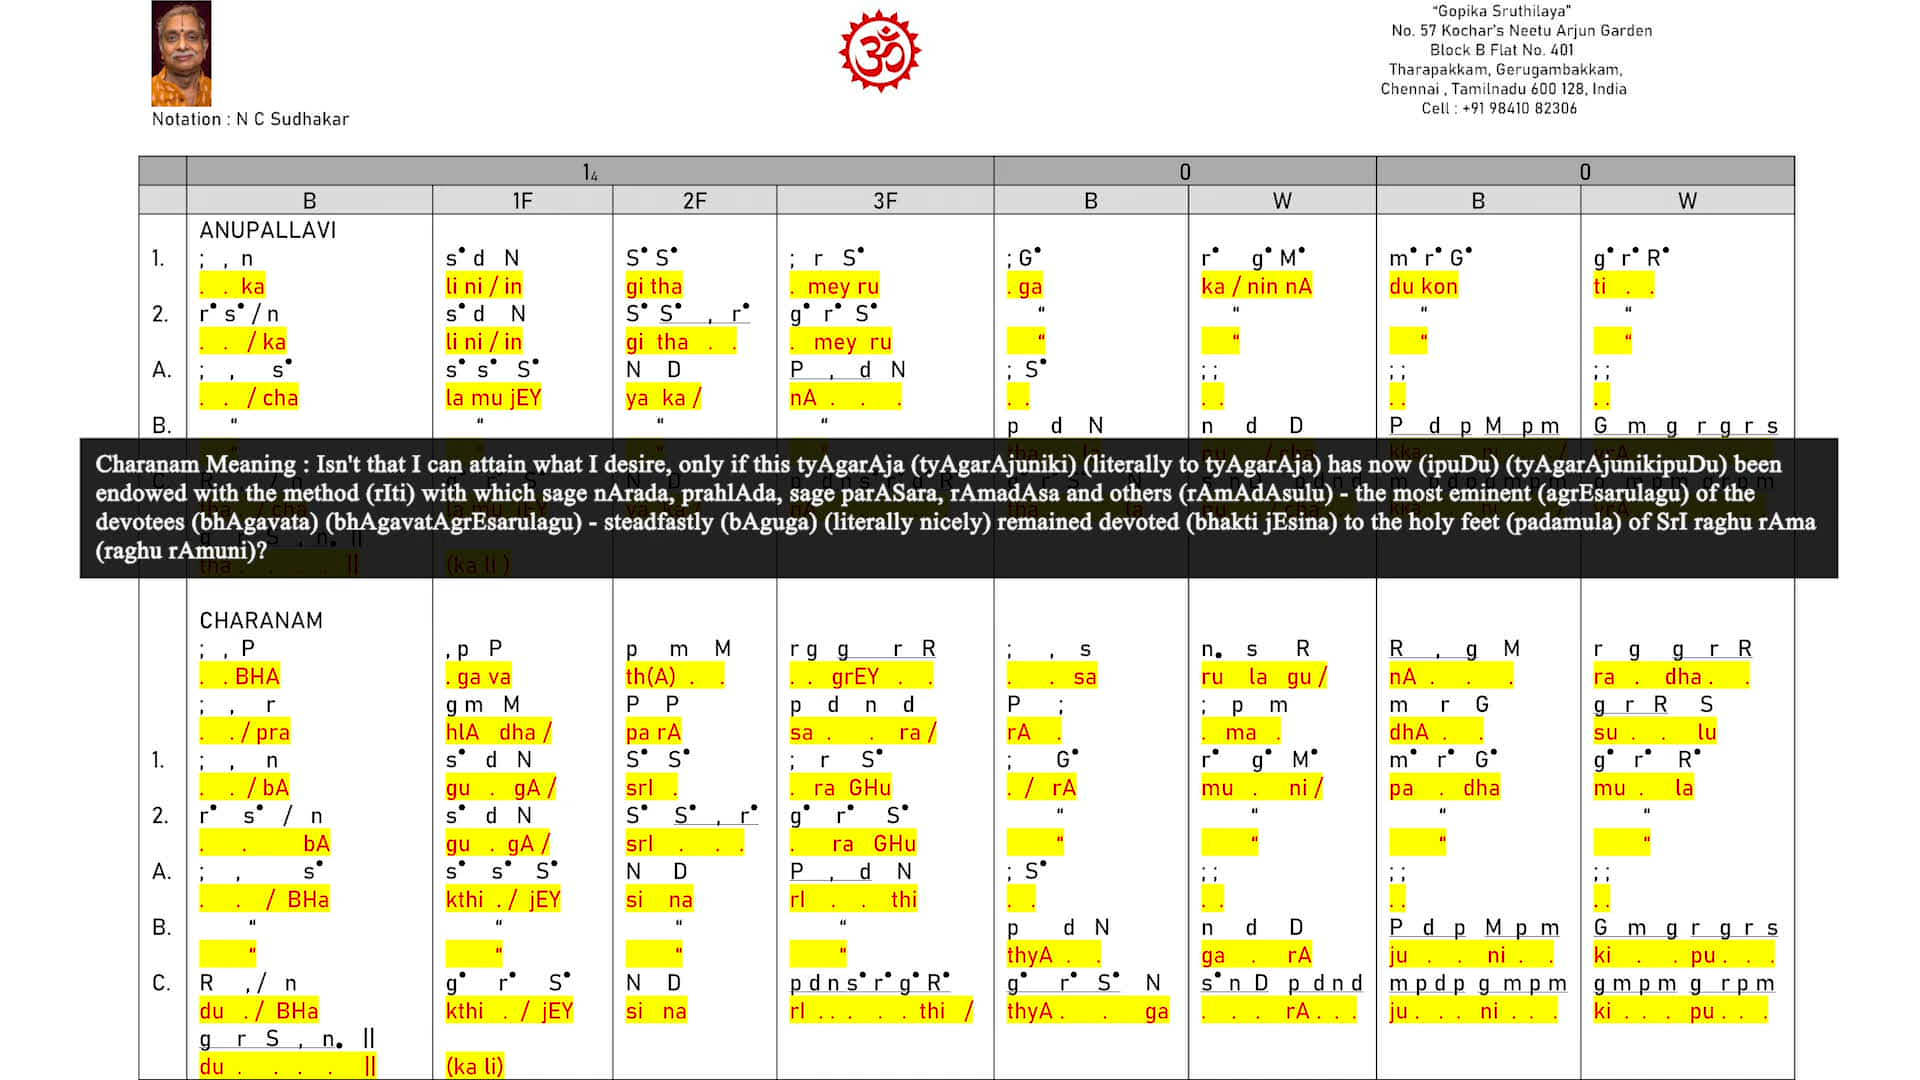 “Gopika Sruthilaya”
No. 57 Kochar's Neetu Arjun Garden
Block B Flat No. 401
Tharapakkam, Gerugambakkam,
Chennai , Tamilnadu 600 128, India
Cell : +91 98410 82306
ॐ
Notation : N C Sudhakar
1₄ 0 0
B 1F 2F 3F B W B W
ANUPALLAVI
1. ; , n s• d N S• S• ; r S• ; G• r• g• M• m• r• G• g• r• R•
. . ka li ni / in gi tha . mey ru . ga ka / nin nA du kon ti . .
2. r• s• / n s• d N S• S• , r• g• r• S• “ “ “ “
. . / ka li ni / in gi tha . . . mey ru “ “ “ “
A. ; , s• s• s• S• N D P , d N ; S• ; ; ; ; ; ;
. . / cha la mu jEY ya ka / nA . . . . . . . . . . .
B. “ “ “ “ p d N n d D P d p M p m G m g r g r s
Charanam Meaning : Isn't that I can attain what I desire, only if this tyAgarAja (tyAgarAjuniki) (literally to tyAgarAja) has now (ipuDu) (tyAgarAjunikipuDu) been
endowed with the method (rIti) with which sage nArada, prahlAda, sage parASara, rAmadAsa and others (rAmAdAsulu) - the most eminent (agrEsarulagu) of the
devotees (bhAgavata) (bhAgavatAgrEsarulagu) - steadfastly (bAguga) (literally nicely) remained devoted (bhakti jEsina) to the holy feet (padamula) of SrI raghu rAma
(raghu rAmuni)?
tha . . . . || (ka li )
CHARANAM
; , P , p P p m M r g g r R ; , s n• s R R , g M r g g r R
. . BHA . ga va th(A) . . . . grEY . . . . sa ru la gu / nA . . . ra . dha . .
; , r g m M P P p d n d P ; ; p m m r G g r R S
. . / pra hlA dha / pa rA sa . . ra / rA . . ma . dhA . . su . . lu
1. ; , n s• d N S• S• ; r S• ; G• r• g• M• m• r• G• g• r• R•
. . / bA gu . gA / srI . . ra GHu . / rA mu . ni / pa . dha mu . la
2. r• s• / n s• d N S• S• , r• g• r• S• “ “ “ “
. . bA gu . gA / srI . . . . ra GHu “ “ “ “
A. ; , s• s• s• S• N D P , d N ; S• ; ; ; ; ; ;
. . / BHa kthi . / jEY si na rI . . thi . . . . . . . .
B. “ “ “ “ p d N n d D P d p M p m G m g r g r s
“ “ “ “ thyA . . ga . rA ju . . ni . . ki . . pu . . .
C. R , / n g• r• S• N D p d n s• r• g• R• g• r• S• N s• n D p d n d m p d p g m p m g m p m g r p m
du . / BHa kthi . / jEY si na rI . . . . . . thi / thyA . . ga . . . rA . . . ju . . . ni . . . ki . . . pu . . .
g r S , n• ||
du . . . . || (ka li)